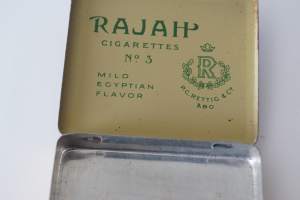 RAJAH
CIGARETTES
Nº 3
MILD
EGYPTIAN
FLAVOR
R
P.C. RETTIG & Cº
ÅBO